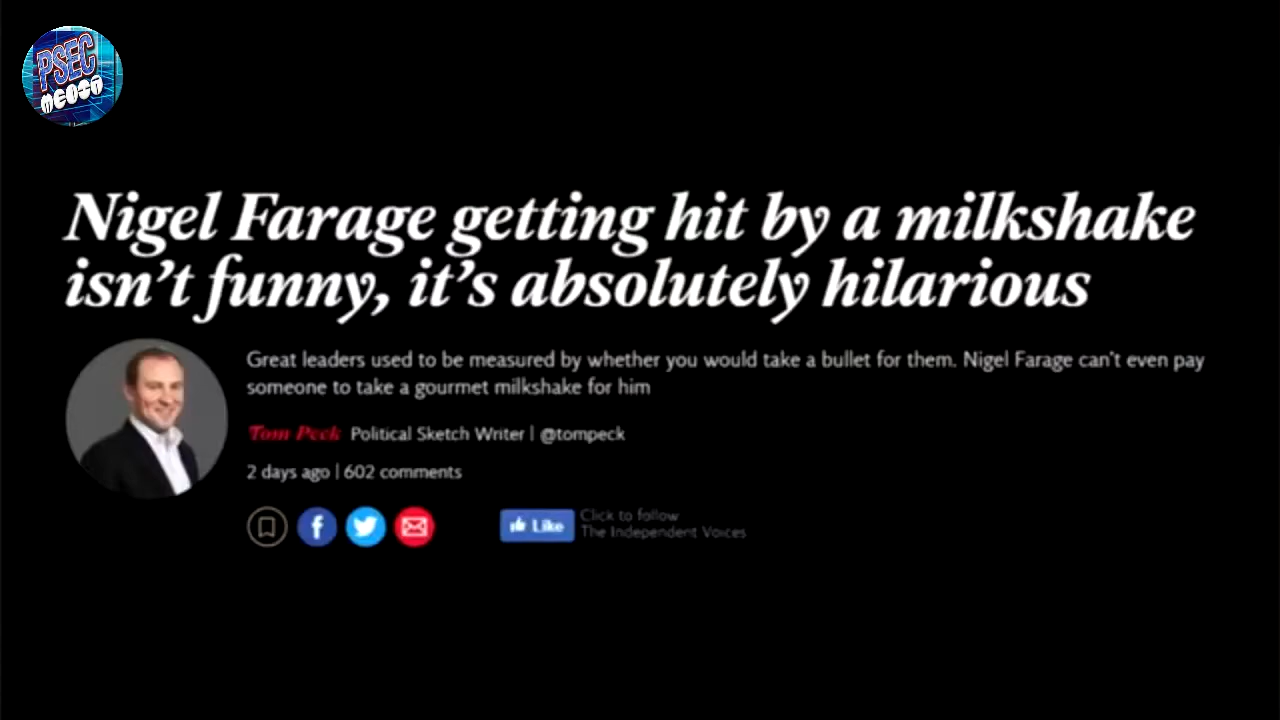 PSEC
MEDIA
Nigel Farage getting hit by a milkshake
isn't funny, it's absolutely hilarious
Great leaders used to be measured by whether you would take a bullet for them. Nigel Farage can't even pay
someone to take a gourmet milkshake for him
Tom Peck Political Sketch Writer | @tompeck
2 days ago | 602 comments
f Like Click to follow
The Independent Voices